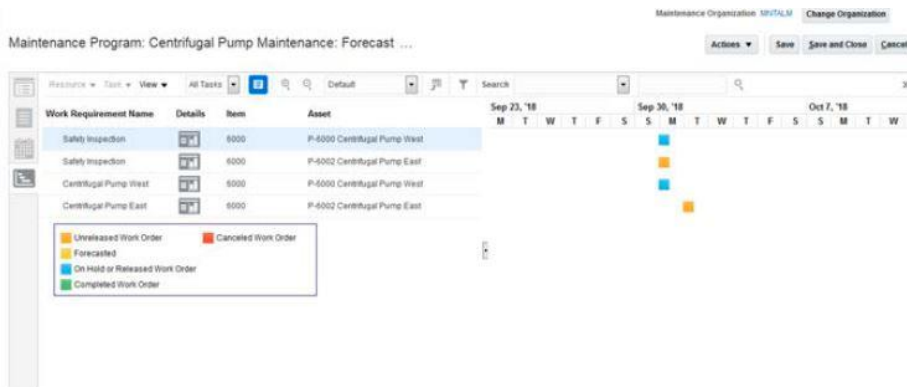 Maintenance Organization MNTALM Change Organization
Maintenance Program: Centrifugal Pump Maintenance: Forecast ...
Actions Save Save and Close Cancel
Resource Task View All Tasks Default Search
Sep 23, '18 Sep 30, '18 Oct 7, '18
Work Requirement Name Details Item Asset M T W T F S S M T W T F S S M T W
Safety Inspection 6000 P-6000 Centrifugal Pump West
Safety Inspection 6000 P-6002 Centrifugal Pump East
Centrifugal Pump West 6000 P-6000 Centrifugal Pump West
Centrifugal Pump East 6000 P-6002 Centrifugal Pump East
Unreleased Work Order Canceled Work Order
Forecasted
On Hold or Released Work Order
Completed Work Order